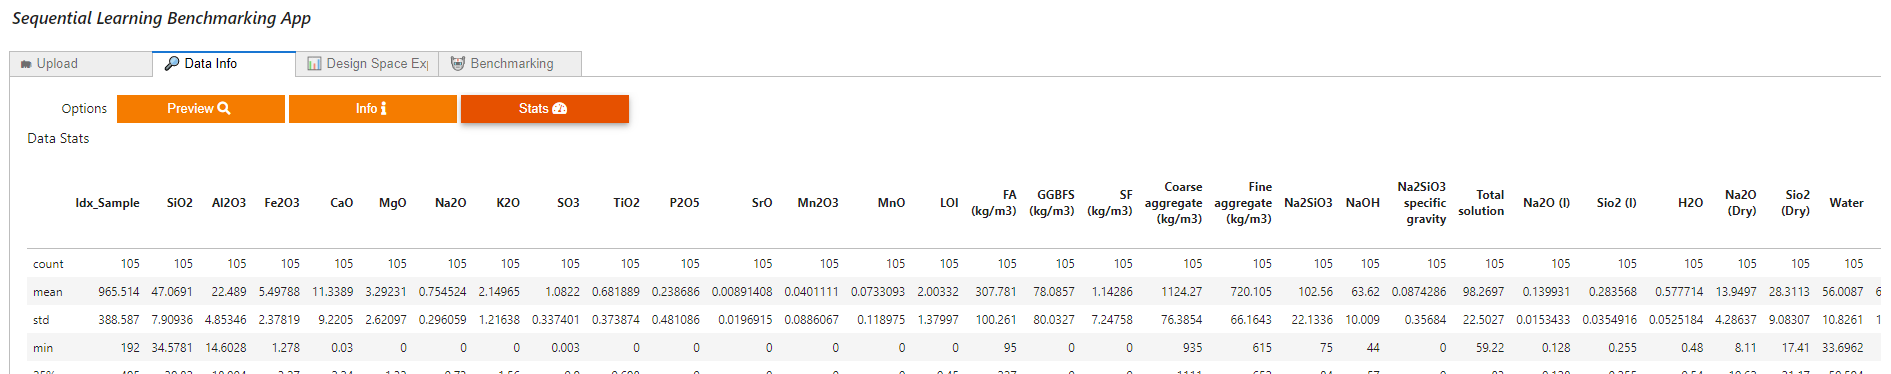 Sequential Learning Benchmarking App
Upload Data Info Design Space Exp Benchmarking
Options Preview Info Stats
Data Stats
Idx_Sample SiO2 Al2O3 Fe2O3 CaO MgO Na2O K2O SO3 TiO2 P2O5 SrO Mn2O3 MnO LOI FA (kg/m3) GGBFS (kg/m3) SF (kg/m3) Coarse aggregate (kg/m3) Fine aggregate (kg/m3) Na2SiO3 NaOH Na2SiO3 specific gravity Total solution Na2O (l) Sio2 (l) H2O Na2O (Dry) Sio2 (Dry) Water
count 105 105 105 105 105 105 105 105 105 105 105 105 105 105 105 105 105 105 105 105 105 105 105 105 105 105 105 105 105 105
mean 965.514 47.0691 22.489 5.49788 11.3389 3.29231 0.754524 2.14965 1.0822 0.681889 0.238686 0.00891408 0.0401111 0.0733093 2.00332 307.781 78.0857 1.14286 1124.27 720.105 102.56 63.62 0.0874286 98.2697 0.139931 0.283568 0.577714 13.9497 28.3113 56.0087 6
std 388.587 7.90936 4.85346 2.37819 9.2205 2.62097 0.296059 1.21638 0.337401 0.373874 0.481086 0.0196915 0.0886067 0.118975 1.37997 100.261 80.0327 7.24758 76.3854 66.1643 22.1336 10.009 0.35684 22.5027 0.0153433 0.0354916 0.0525184 4.28637 9.08307 10.8261 1
min 192 34.5781 14.6028 1.278 0.03 0 0 0 0.003 0 0 0 0 0 0 95 0 0 935 615 75 44 0 59.22 0.128 0.255 0.48 8.11 17.41 33.6962